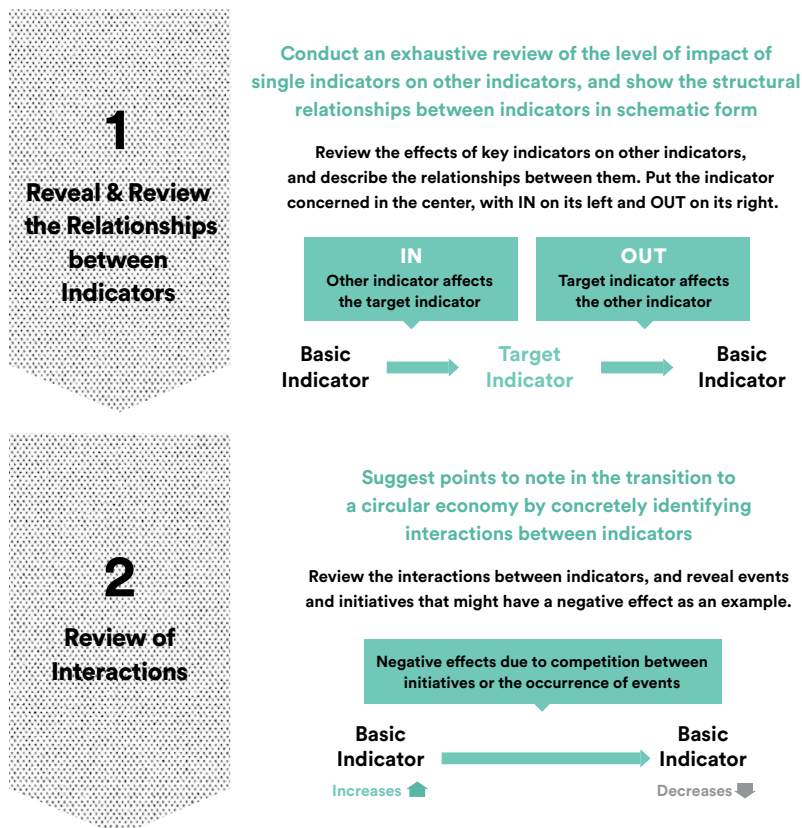 1
Reveal & Review
the Relationships
between
Indicators
Conduct an exhaustive review of the level of impact of
single indicators on other indicators, and show the structural
relationships between indicators in schematic form
Review the effects of key indicators on other indicators,
and describe the relationships between them. Put the indicator
concerned in the center, with IN on its left and OUT on its right.
IN
Other indicator affects
the target indicator
OUT
Target indicator affects
the other indicator
Basic
Indicator
Target
Indicator
Basic
Indicator
2
Review of
Interactions
Suggest points to note in the transition to
a circular economy by concretely identifying
interactions between indicators
Review the interactions between indicators, and reveal events
and initiatives that might have a negative effect as an example.
Negative effects due to competition between
initiatives or the occurrence of events
Basic
Indicator
Increases
Basic
Indicator
Decreases